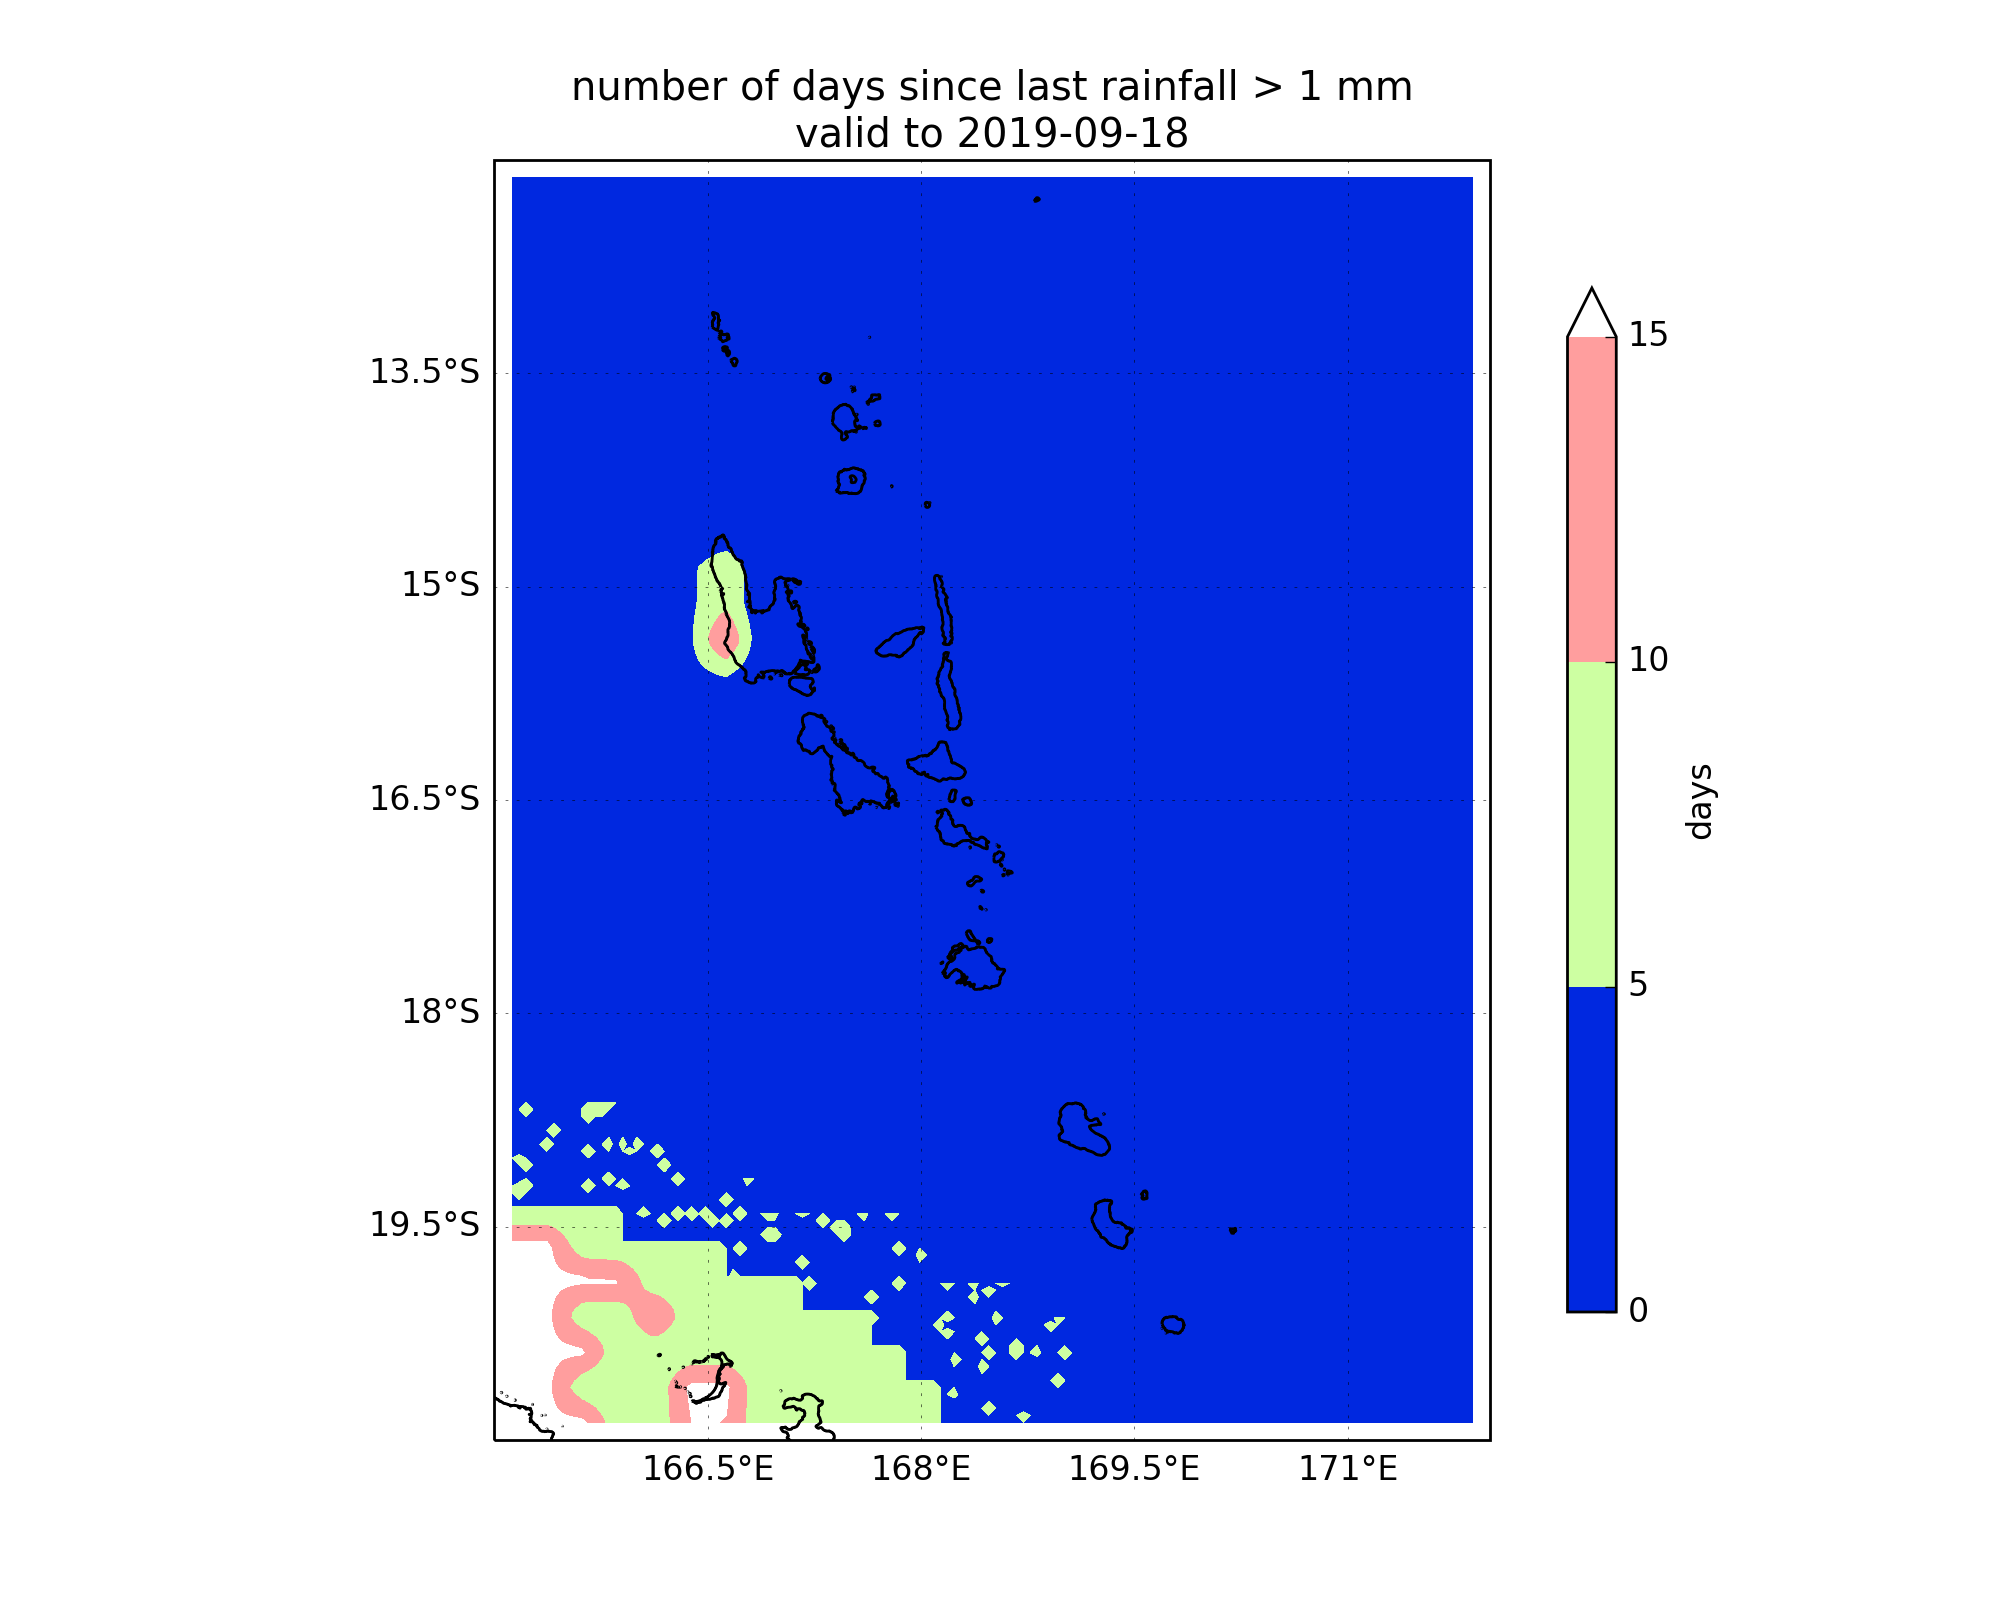 number of days since last rainfall > 1 mm
valid to 2019-09-18
13.5°S
15°S
16.5°S
18°S
19.5°S
166.5°E
168°E
169.5°E
171°E
15
10
5
0
days